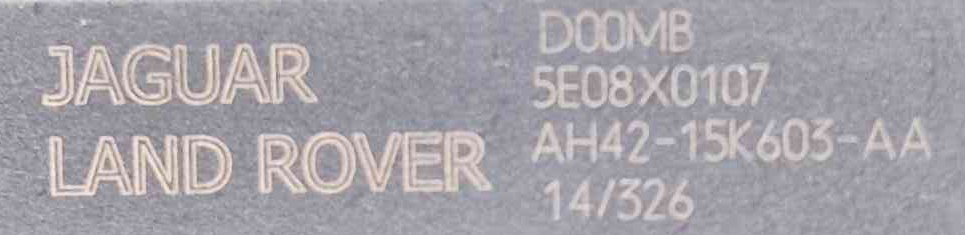 JAGUAR
LAND ROVER
D00MB
5E08X0107
AH42-15K603-AA
14/326